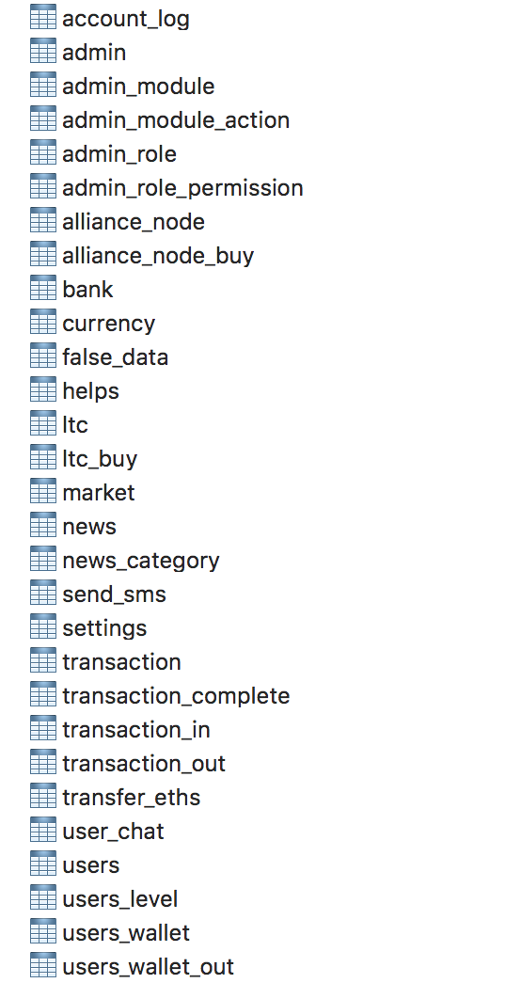 account_log
admin
admin_module
admin_module_action
admin_role
admin_role_permission
alliance_node
alliance_node_buy
bank
currency
false_data
helps
ltc
ltc_buy
market
news
news_category
send_sms
settings
transaction
transaction_complete
transaction_in
transaction_out
transfer_eths
user_chat
users
users_level
users_wallet
users_wallet_out